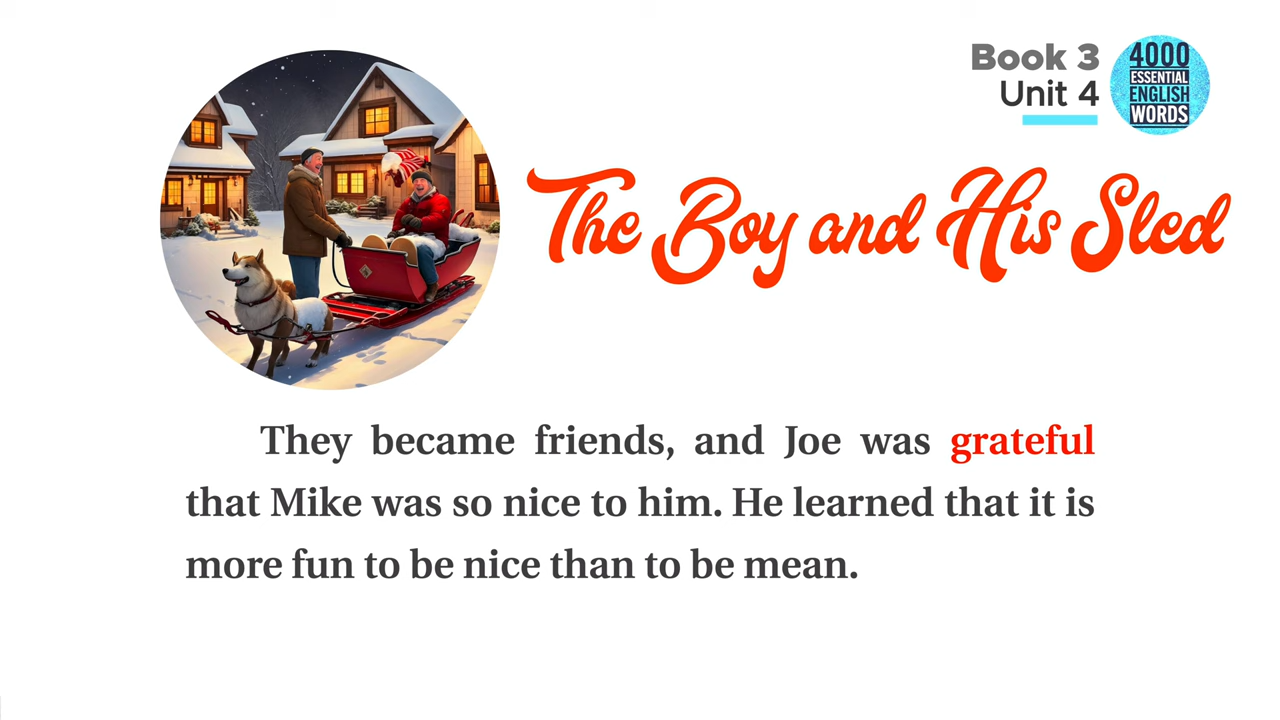 Book 3
Unit 4
4000
ESSENTIAL
ENGLISH
WORDS
The Boy and His Sled
They became friends, and Joe was grateful
that Mike was so nice to him. He learned that it is
more fun to be nice than to be mean.